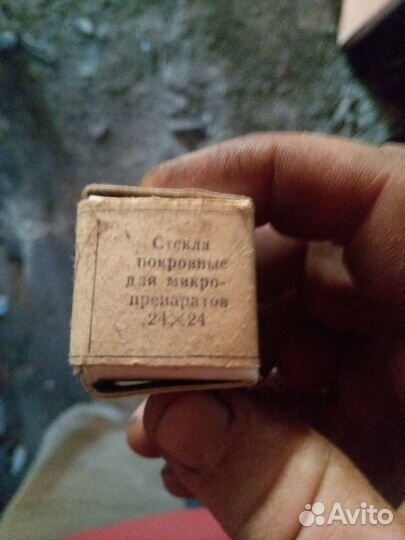 Стекла
покровные
для микро-
препаратов
24×24
Avito